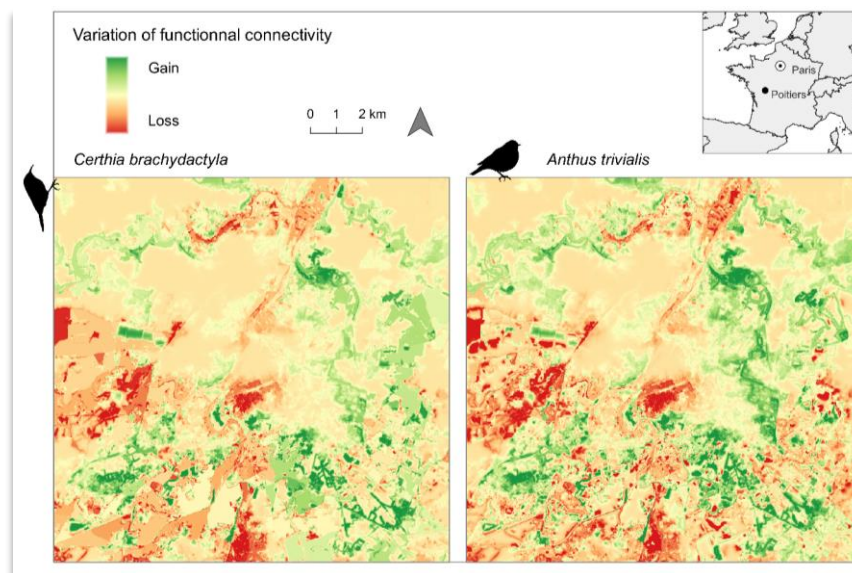 Variation of functionnal connectivity
Gain
Loss
0 1 2 km
Paris
Poitiers
Certhia brachydactyla
Anthus trivialis